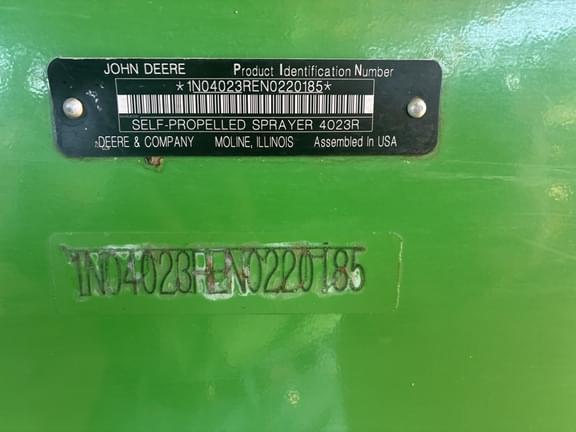 JOHN DEERE Product Identification Number
*1N04023REN0220185*
SELF-PROPELLED SPRAYER 4023R
DEERE & COMPANY MOLINE, ILLINOIS Assembled In USA
1N04023REN0220185